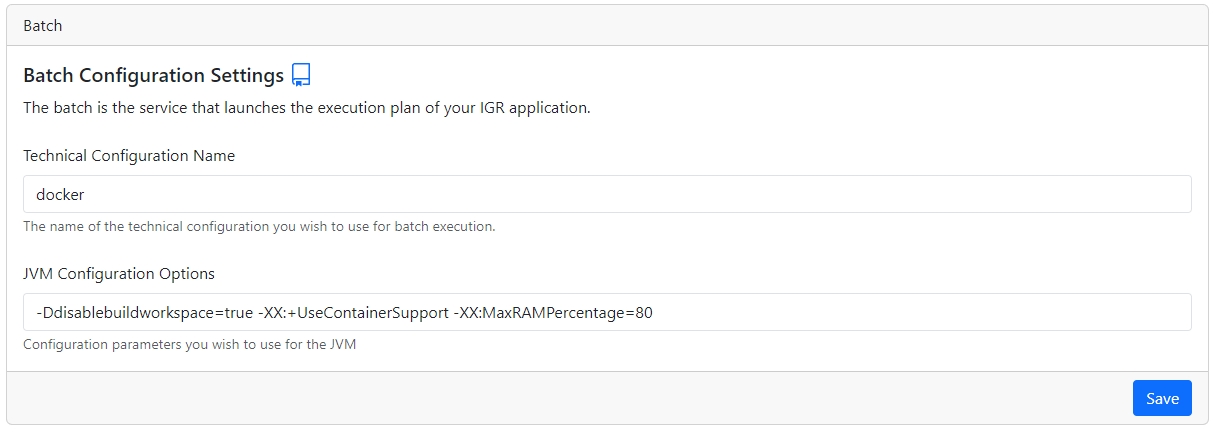 Batch
Batch Configuration Settings
The batch is the service that launches the execution plan of your IGR application.
Technical Configuration Name
docker
The name of the technical configuration you wish to use for batch execution.
JVM Configuration Options
-Ddisablebuildworkspace=true -XX:+UseContainerSupport -XX:MaxRAMPercentage=80
Configuration parameters you wish to use for the JVM
Save